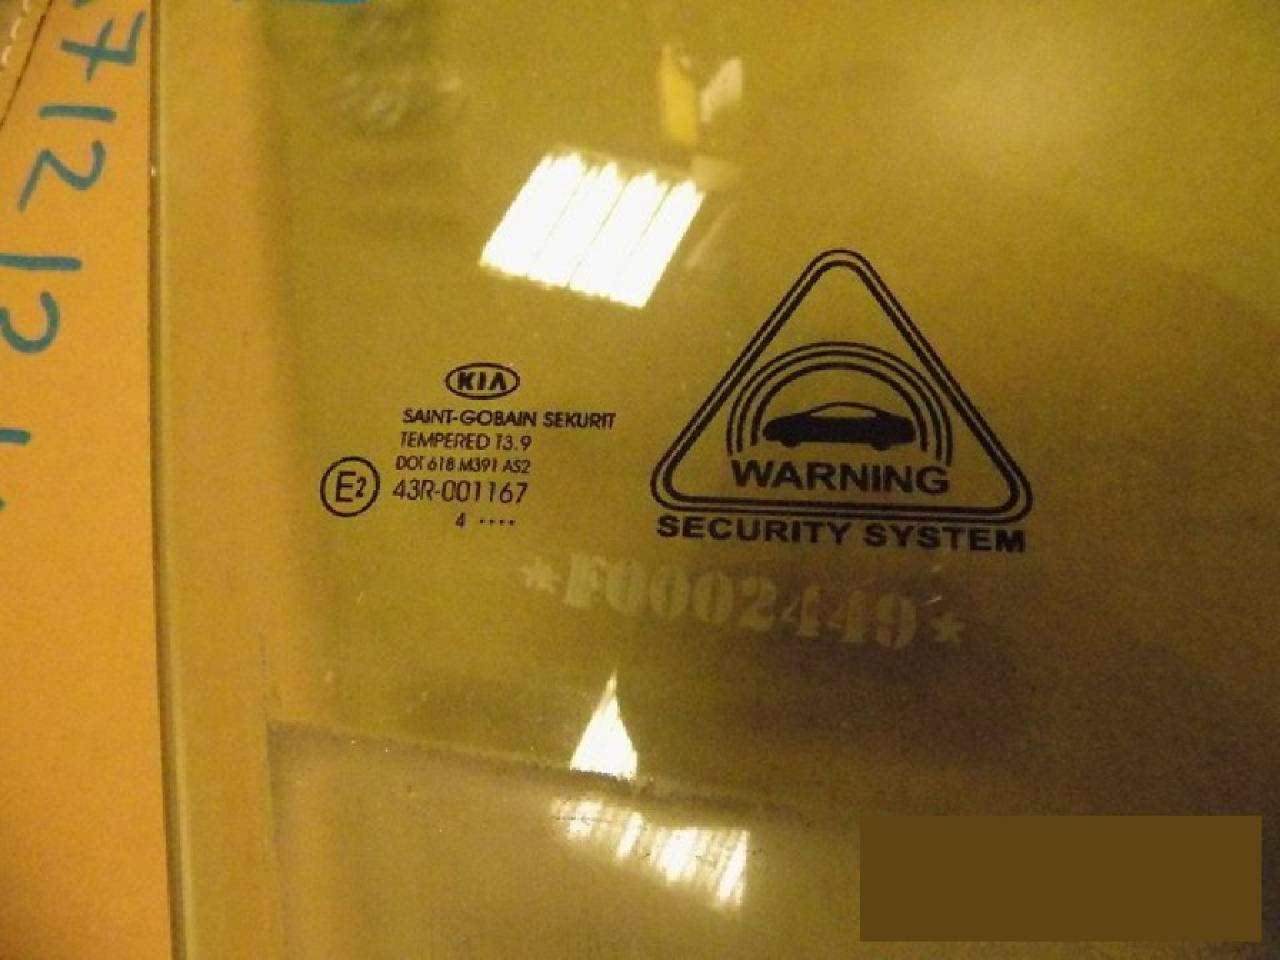 KIA
SAINT-GOBAIN SEKURIT
TEMPERED T3.9
DOT 618 M391 AS2
E2 43R-001167
4 ····
WARNING
SECURITY SYSTEM
*F0002449*